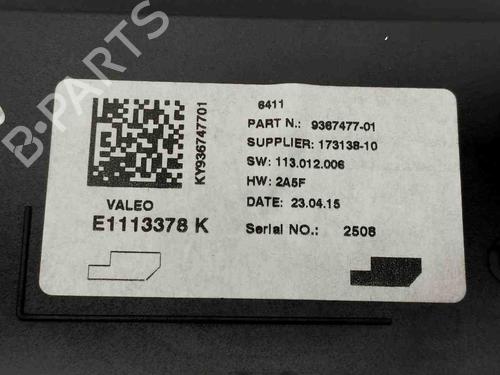 B-PARTS
KY936747701
VALEO
E1113378 K
6411
PART N.: 9367477-01
SUPPLIER: 173138-10
SW: 113.012.006
HW: 2A5F
DATE: 23.04.15
Serial NO.: 2508